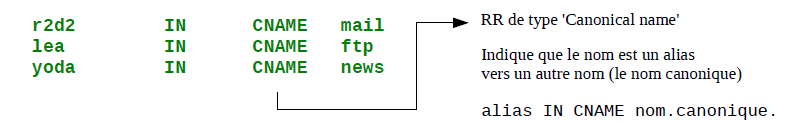 r2d2 IN CNAME mail
lea IN CNAME ftp
yoda IN CNAME news
RR de type 'Canonical name'
Indique que le nom est un alias
vers un autre nom (le nom canonique)
alias IN CNAME nom.canonique.